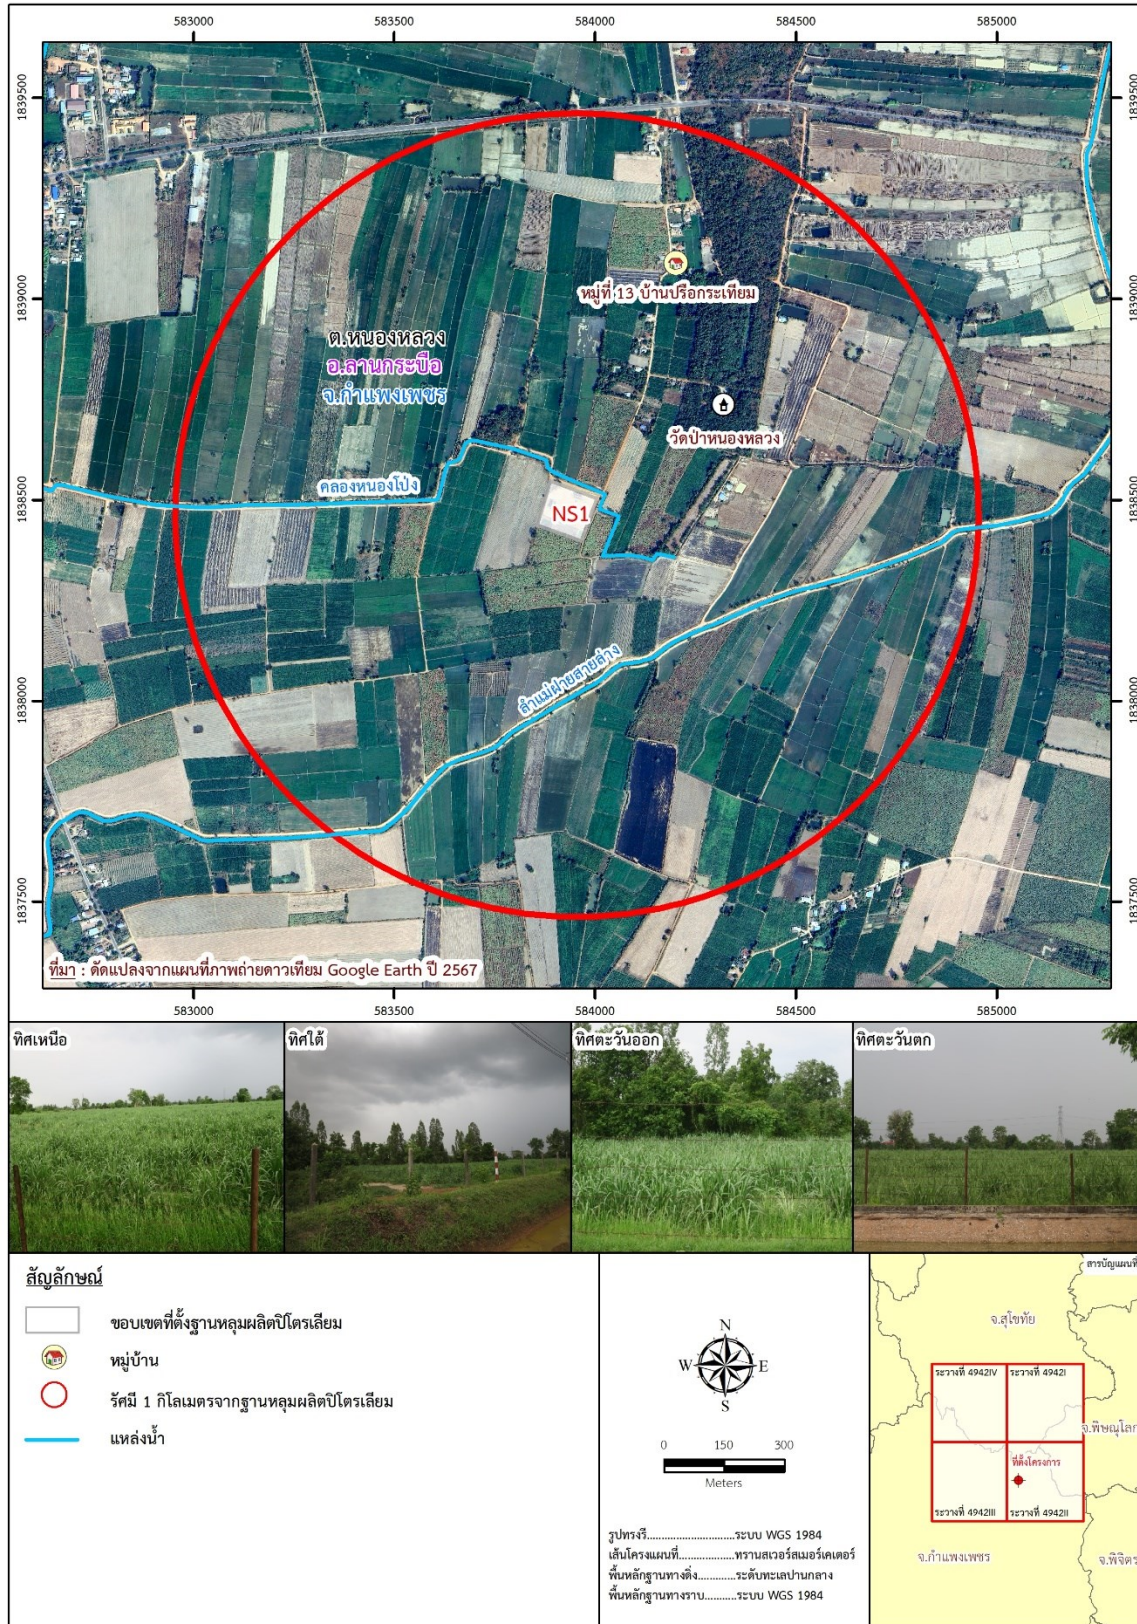 583000
583500
584000
584500
585000
1839500
1839500
หมู่ที่ 13 บ้านปรือกระเทียม
1839000
1839000
ต.หนองหลวง
อ.ลานกระบือ
จ.กำแพงเพชร
วัดป่าหนองหลวง
คลองหนองโป่ง
1838500
1838500
NS1
ลำแม่ฝายสายล่าง
1838000
1838000
1837500
1837500
ที่มา : ดัดแปลงจากแผนที่ภาพถ่ายดาวเทียม Google Earth ปี 2567
583000
583500
584000
584500
585000
ทิศเหนือ
ทิศใต้
ทิศตะวันออก
ทิศตะวันตก
สัญลักษณ์
ขอบเขตที่ตั้งฐานหลุมผลิตปิโตรเลียม
หมู่บ้าน
รัศมี 1 กิโลเมตรจากฐานหลุมผลิตปิโตรเลียม
แหล่งน้ำ
N
W
E
S
0 150 300
Meters
รูปทรงรี..........................ระบบ WGS 1984
เส้นโครงแผนที่.................ทรานสเวอร์สเมอร์เคเตอร์
พื้นหลักฐานทางดิ่ง...........ระดับทะเลปานกลาง
พื้นหลักฐานทางราบ..........ระบบ WGS 1984
สารบัญแผนที่
จ.สุโขทัย
ระวางที่ 4942IV
ระวางที่ 4942I
จ.พิษณุโลก
ที่ตั้งโครงการ
ระวางที่ 4942III
ระวางที่ 4942II
จ.กำแพงเพชร
จ.พิจิตร